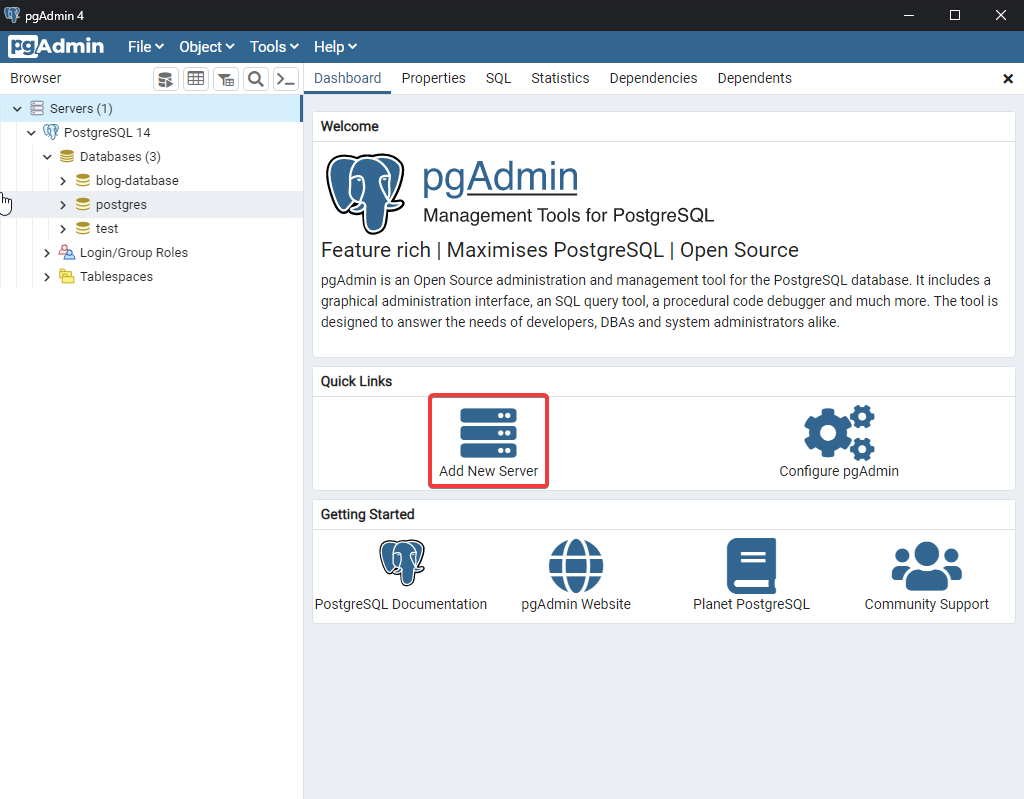 pgAdmin 4
pgAdmin File Object Tools Help
Browser
Dashboard Properties SQL Statistics Dependencies Dependents
Servers (1)
PostgreSQL 14
Databases (3)
blog-database
postgres
test
Login/Group Roles
Tablespaces
Welcome
pgAdmin
Management Tools for PostgreSQL
Feature rich | Maximises PostgreSQL | Open Source
pgAdmin is an Open Source administration and management tool for the PostgreSQL database. It includes a
graphical administration interface, an SQL query tool, a procedural code debugger and much more. The tool is
designed to answer the needs of developers, DBAs and system administrators alike.
Quick Links
Add New Server Configure pgAdmin
Getting Started
PostgreSQL Documentation pgAdmin Website Planet PostgreSQL Community Support